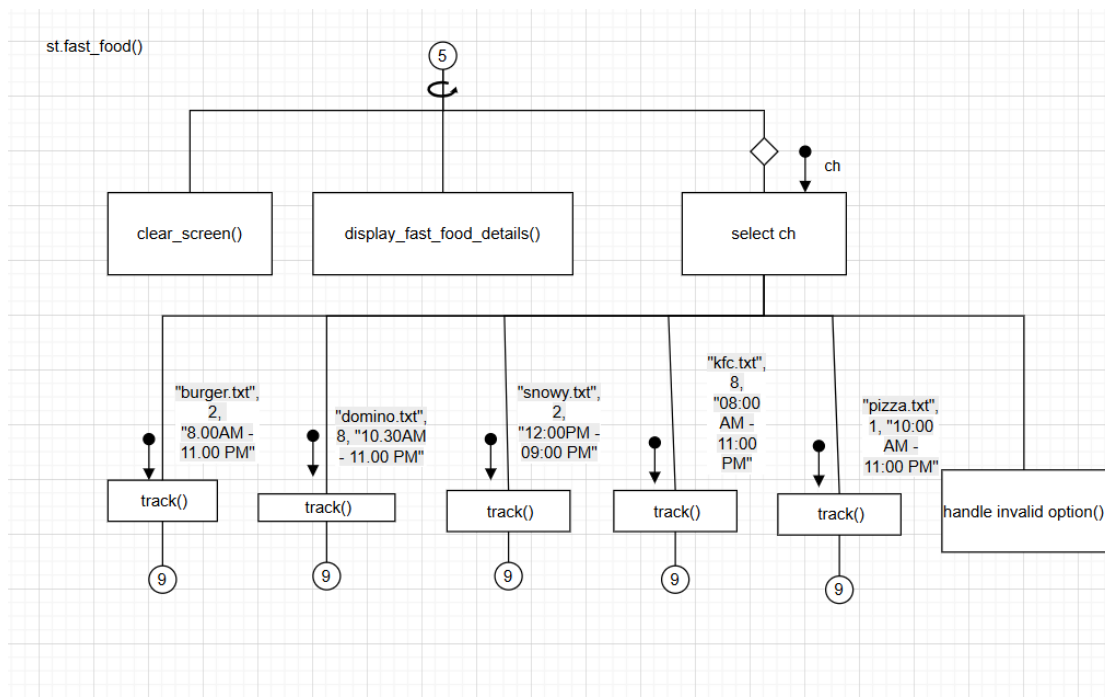 st.fast_food()
5
ch
clear_screen()
display_fast_food_details()
select ch
"burger.txt",
2,
"8.00AM -
11.00 PM"
"domino.txt",
8, "10.30AM
- 11.00 PM"
"snowy.txt",
2,
"12:00PM -
09:00 PM"
"kfc.txt",
8,
"08:00
AM -
11:00
PM"
"pizza.txt",
1, "10:00
AM -
11:00 PM"
track()
track()
track()
track()
track()
handle invalid option()
9
9
9
9
9